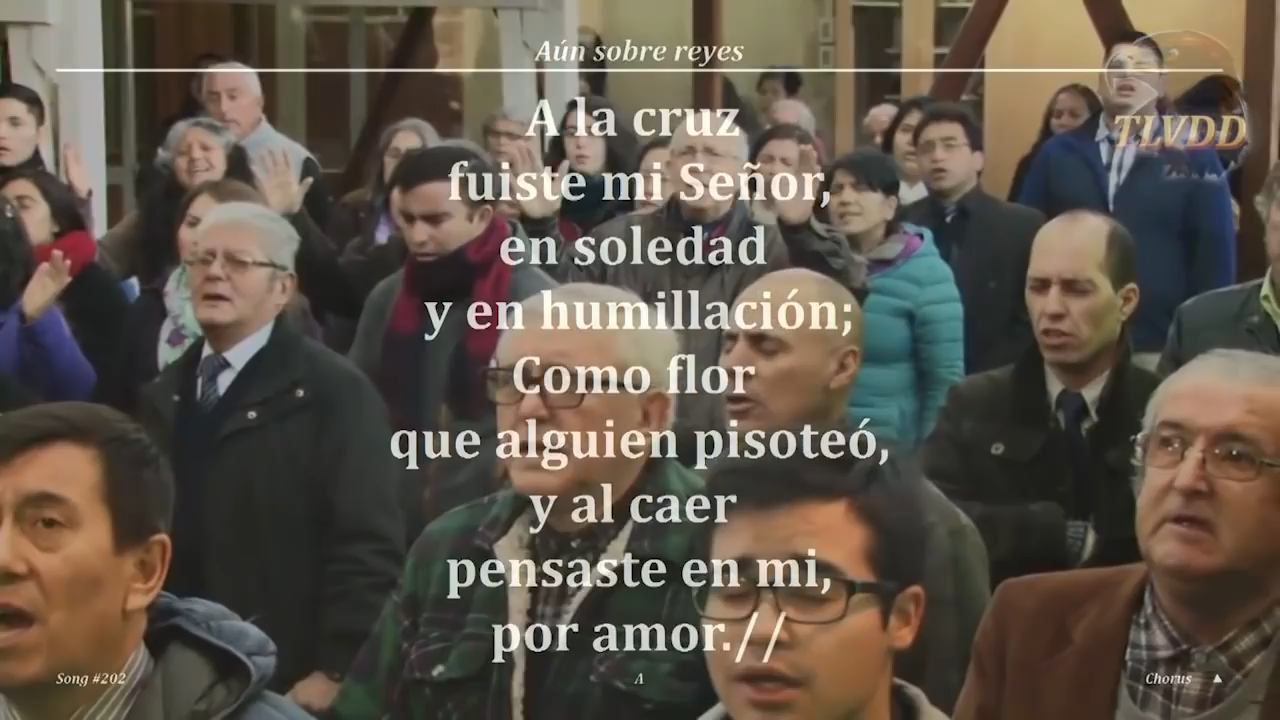 Aún sobre reyes
A la cruz
fuiste mi Señor,
en soledad
y en humillación;
Como flor
que alguien pisoteó,
y al caer
pensaste en mi,
por amor.//
TLVDD
Song #202
Chorus ▲